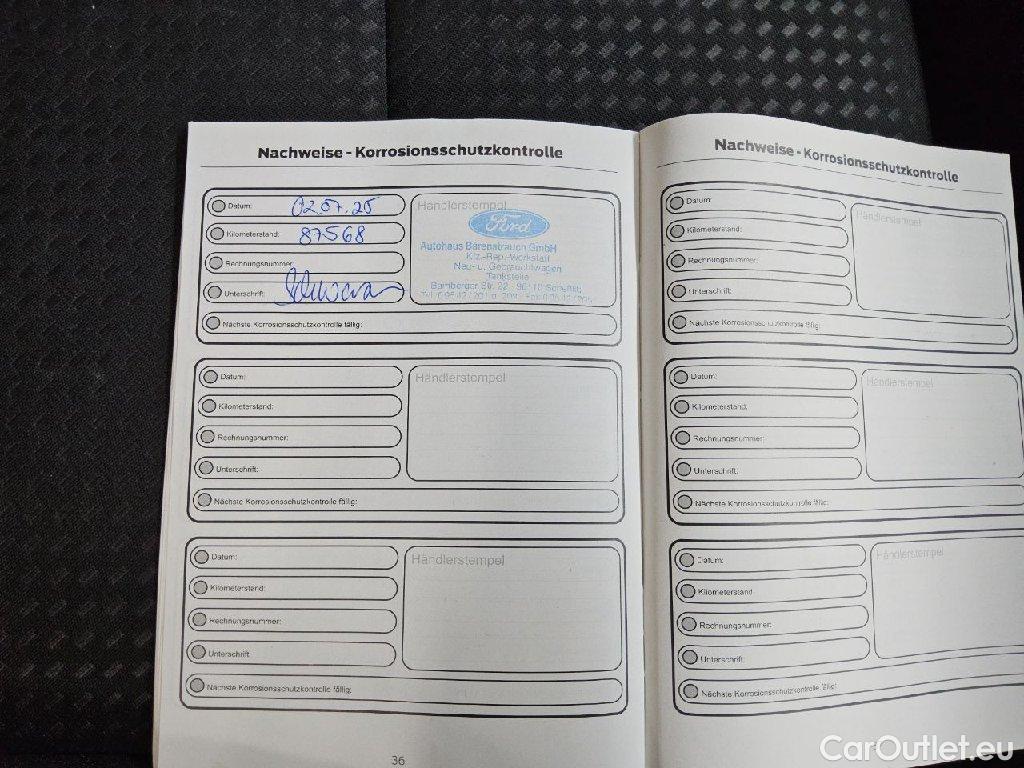 Nachweise - Korrosionsschutzkontrolle
Datum: 02.07.25
Kilometerstand: 87568
Rechnungsnummer:
Unterschrift:
Nächste Korrosionsschutzkontrolle fällig:
Händlerstempel
Ford
Autohaus Bärenstrauch GmbH
Kfz.-Rep.-Werkstatt
Neu- u. Gebrauchtwagen
Tankstelle
Bamberger Str. 22
Datum:
Kilometerstand:
Rechnungsnummer:
Unterschrift:
Nächste Korrosionsschutzkontrolle fällig:
Händlerstempel
Datum:
Kilometerstand:
Rechnungsnummer:
Unterschrift:
Nächste Korrosionsschutzkontrolle fällig:
Händlerstempel
36
Nachweise - Korrosionsschutzkontrolle
Datum:
Kilometerstand:
Rechnungsnummer:
Unterschrift:
Nächste Korrosionsschutzkontrolle fällig:
Händlerstempel
Datum:
Kilometerstand:
Rechnungsnummer:
Unterschrift:
Nächste Korrosionsschutzkontrolle fällig:
Händlerstempel
Datum:
Kilometerstand:
Rechnungsnummer:
Unterschrift:
Nächste Korrosionsschutzkontrolle fällig:
Händlerstempel
CarOutlet.eu